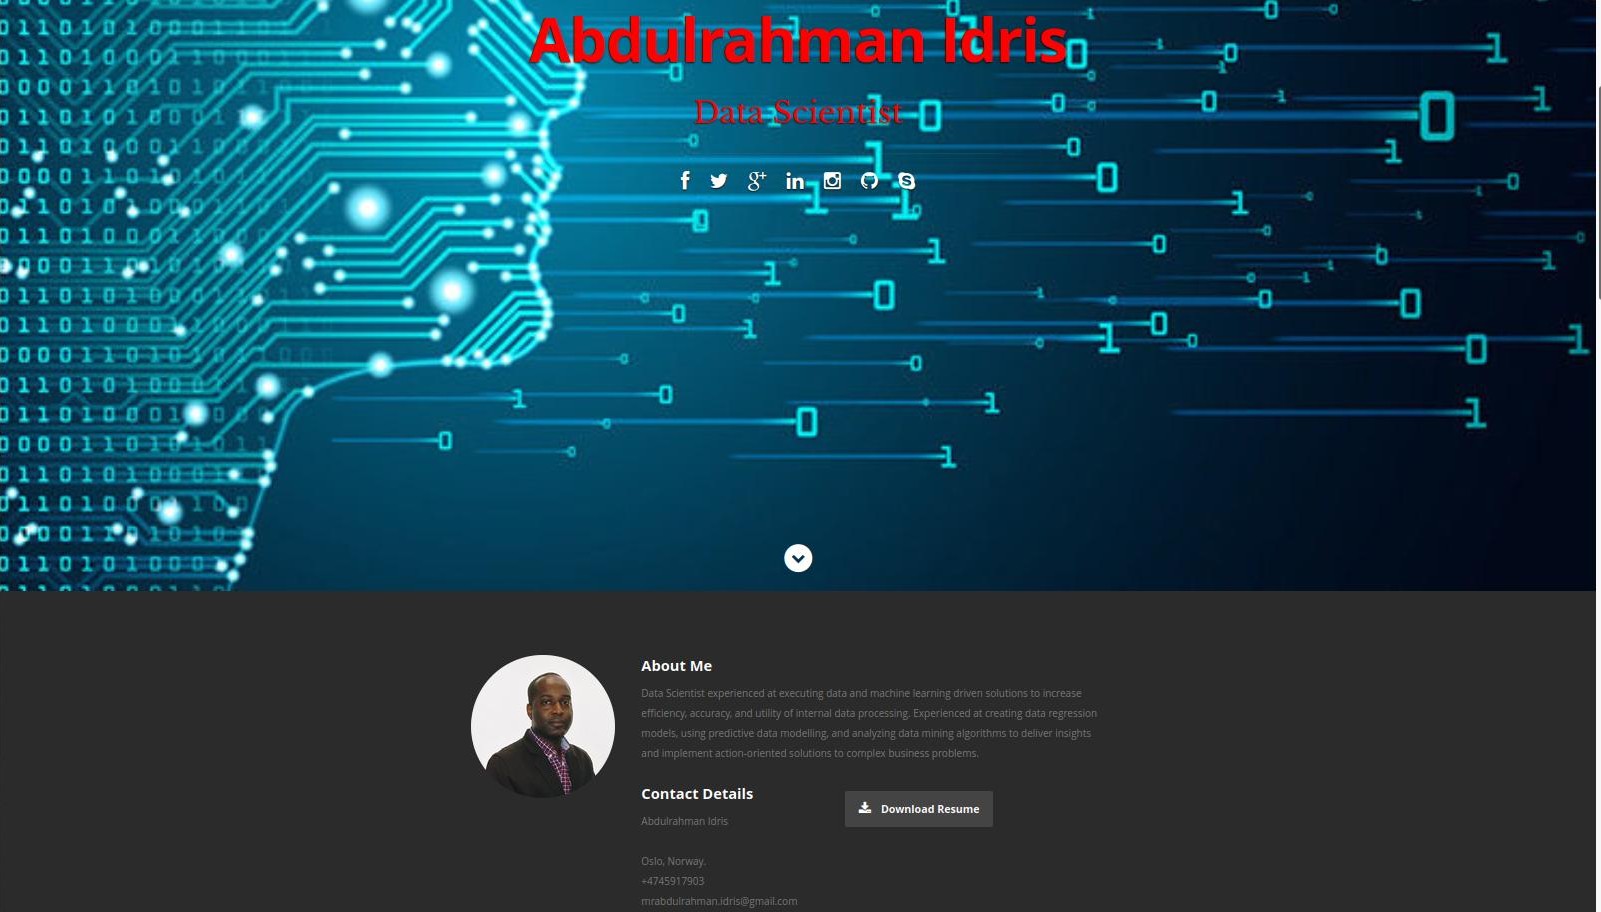 Abdulrahman Idris
Data Scientist
About Me
Data Scientist experienced at executing data and machine learning driven solutions to increase
efficiency, accuracy, and utility of internal data processing. Experienced at creating data regression
models, using predictive data modelling, and analyzing data mining algorithms to deliver insights
and implement action-oriented solutions to complex business problems.
Contact Details
Download Resume
Abdulrahman Idris
Oslo, Norway.
+4745917903
mrabdulrahman.idris@gmail.com